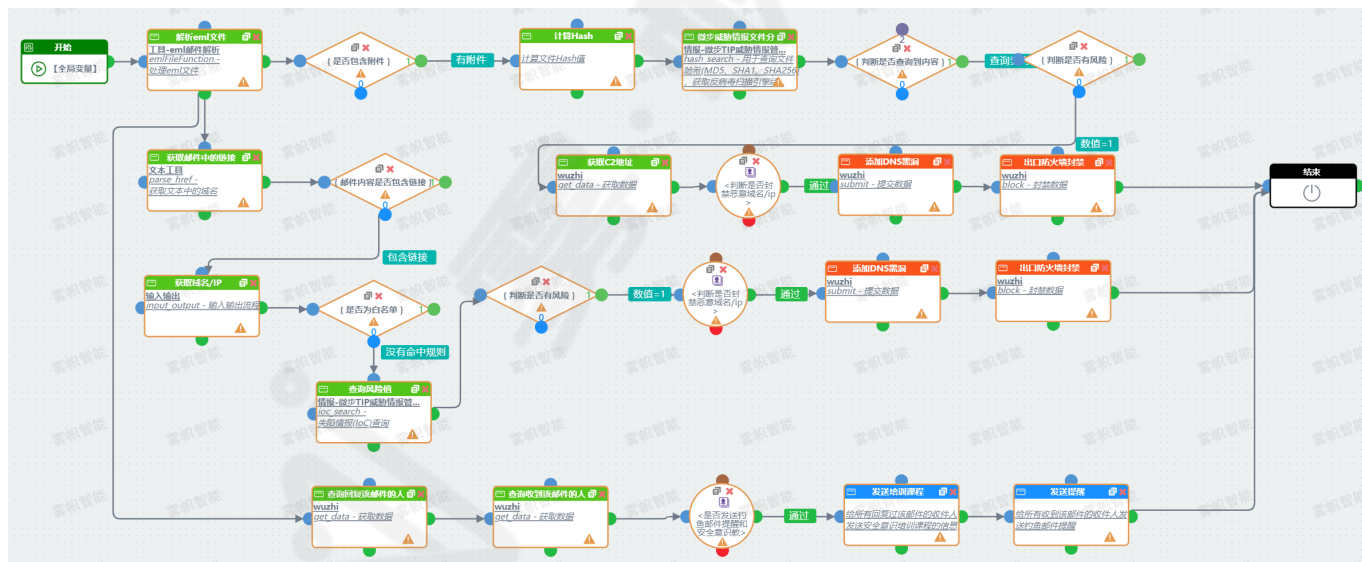 开始
【全局变量】
解析eml文件
工具-eml邮件解析
emlFileFunction -
处理eml文件
{ 是否包含附件 }
1
0
有附件
计算Hash
计算文件Hash值
微步威胁情报文件分
情报-微步TIP威胁情报管...
hash_search - 用于查询文件
哈希(MD5、SHA1、SHA256)
，获取反病毒扫描引擎结
2
{ 判断是否查询到内容 }
1
0
{ 判断是否有风险 }
1
0
数值=1
获取邮件中的链接
文本工具
parse_href -
获取文本中的域名
{ 邮件内容是否包含链接 }
0
包含链接
获取C2地址
wuzhi
get_data - 获取数据
<判断是否封
禁恶意域名/ip
>
通过
添加DNS黑洞
wuzhi
submit - 提交数据
出口防火墙封禁
wuzhi
block - 封禁数据
结束
获取域名/IP
输入输出
input_output - 输入输出流程
{ 是否为白名单 }
1
0
没有命中规则
查询风险值
情报-微步TIP威胁情报管...
ioc_search -
失陷情报(IoC)查询
{ 判断是否有风险 }
1
0
数值=1
<判断是否封
禁恶意域名/ip
>
通过
添加DNS黑洞
wuzhi
submit - 提交数据
出口防火墙封禁
wuzhi
block - 封禁数据
查询回复该邮件的人
wuzhi
get_data - 获取数据
查询收到该邮件的人
wuzhi
get_data - 获取数据
<是否发送钓
鱼邮件提醒和
安全意识教>
通过
发送培训课程
给所有回复过该邮件的收件人
发送安全意识培训课程的信息
发送提醒
给所有收到该邮件的收件人发
送钓鱼邮件提醒
雾帜智能